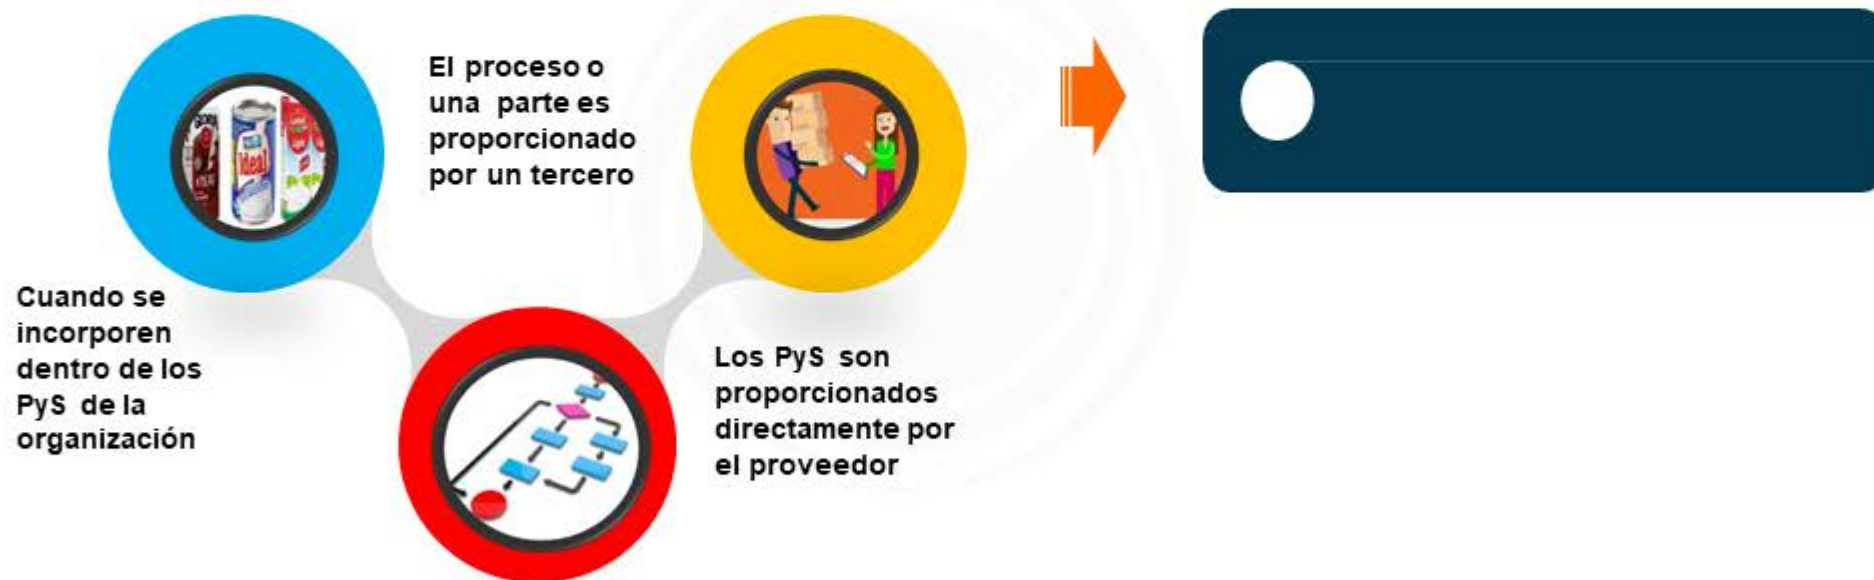 El proceso o
una parte es
proporcionado
por un tercero
Cuando se
incorporen
dentro de los
PyS de la
organización
Los PyS son
proporcionados
directamente por
el proveedor
Ideal